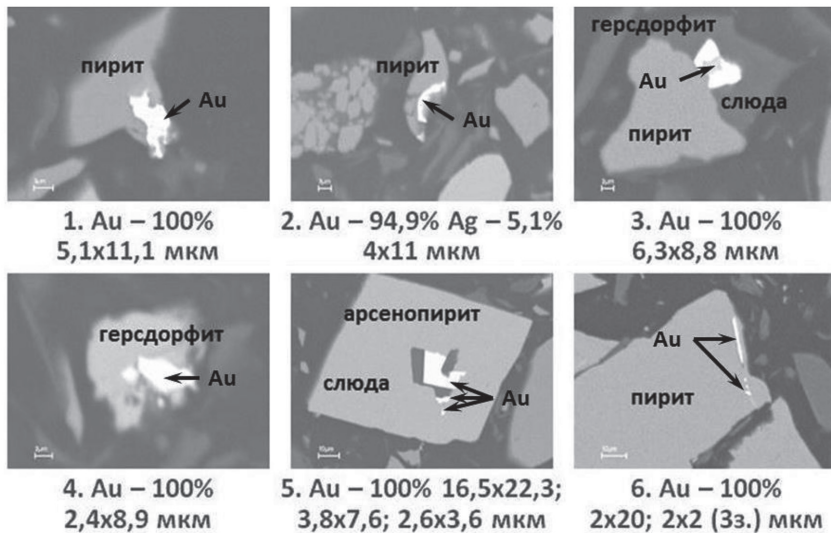 пирит
Au
1. Au – 100%
5,1x11,1 мкм
пирит
Au
2. Au – 94,9% Ag – 5,1%
4x11 мкм
герсдорфит
Au
слюда
пирит
3. Au – 100%
6,3x8,8 мкм
герсдорфит
Au
4. Au – 100%
2,4x8,9 мкм
арсенопирит
слюда
Au
5. Au – 100% 16,5x22,3;
3,8x7,6; 2,6x3,6 мкм
Au
пирит
6. Au – 100%
2x20; 2x2 (3з.) мкм